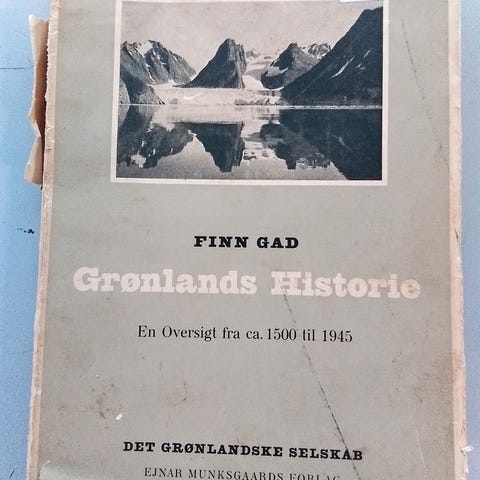 FINN GAD
Grønlands Historie
En Oversigt fra ca. 1500 til 1945
DET GRØNLANDSKE SELSKAB
EJNAR MUNKSGAARDS FORLAG